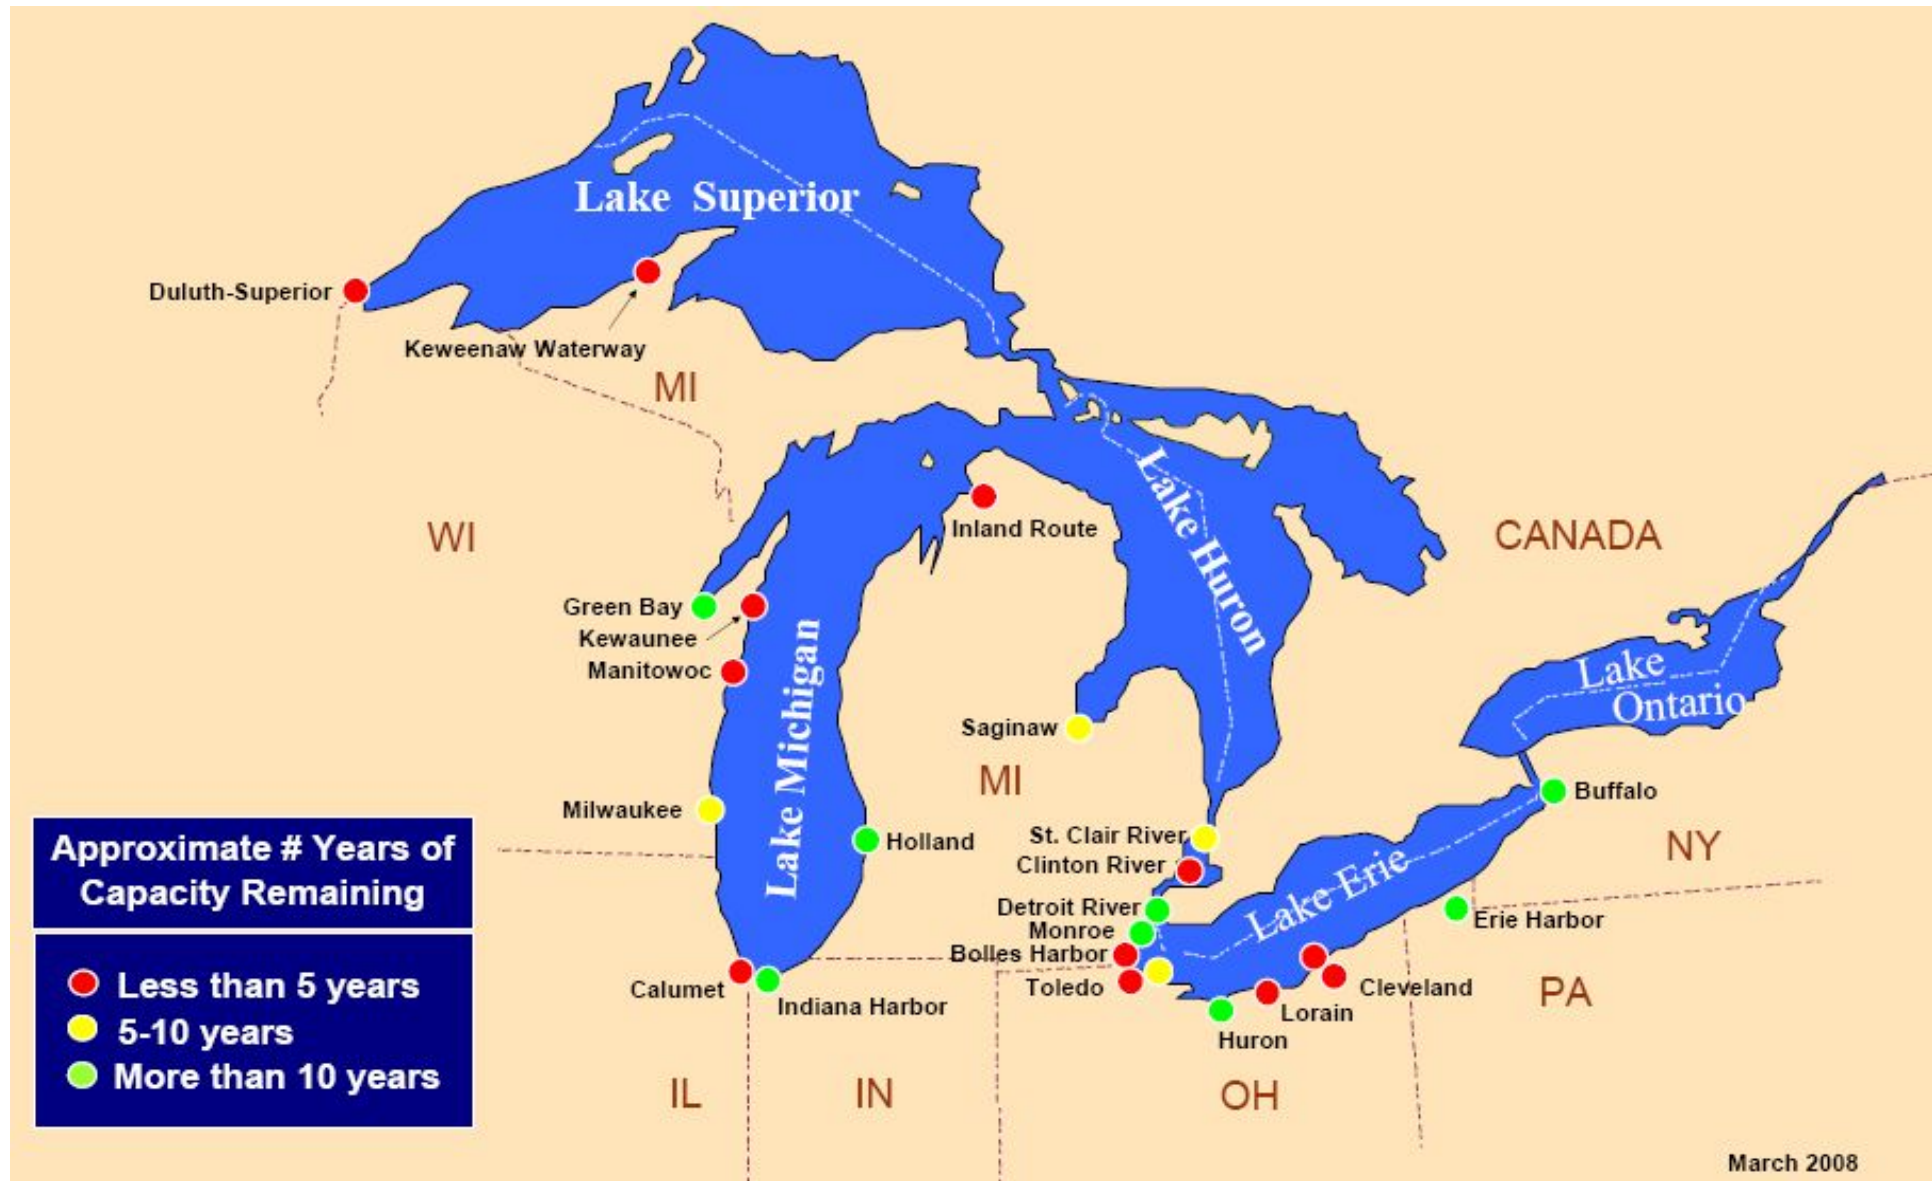 Lake Superior
Duluth-Superior
Keweenaw Waterway
MI
Lake Huron
WI
Inland Route
CANADA
Green Bay
Kewaunee
Manitowoc
Lake Michigan
Lake
Ontario
Saginaw
MI
Milwaukee
Holland
St. Clair River
Clinton River
Buffalo
NY
Lake Erie
Detroit River
Monroe
Erie Harbor
Bolles Harbor
Toledo
Calumet
Indiana Harbor
Cleveland
Lorain
Huron
PA
IL
IN
OH
Approximate # Years of
Capacity Remaining
Less than 5 years
5-10 years
More than 10 years
March 2008